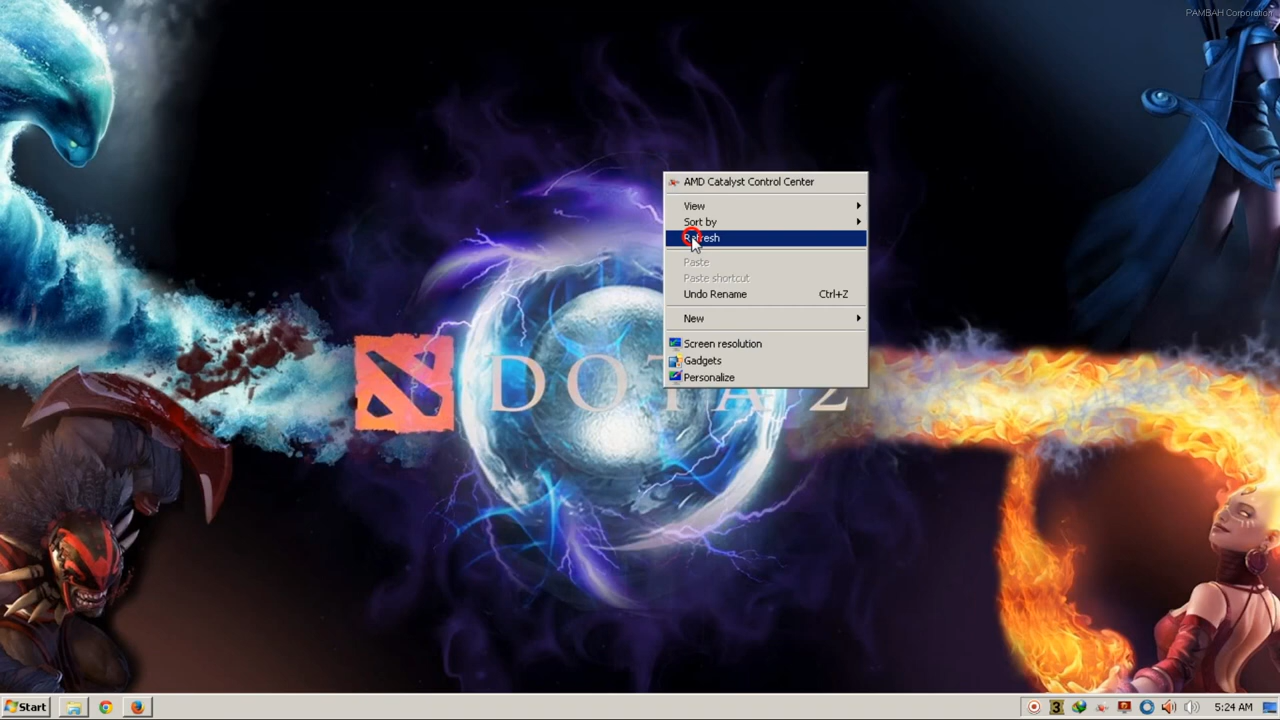 PAMBAH Corporation
AMD Catalyst Control Center
View
Sort by
Refresh
Paste
Paste shortcut
Undo Rename Ctrl+Z
New
Screen resolution
Gadgets
Personalize
DOTA 2
Start
3
5:24 AM